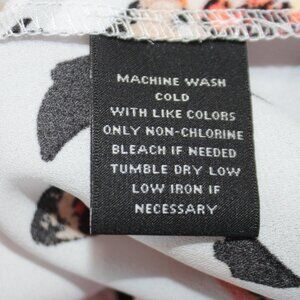 MACHINE WASH
COLD
WITH LIKE COLORS
ONLY NON-CHLORINE
BLEACH IF NEEDED
TUMBLE DRY LOW
LOW IRON IF
NECESSARY